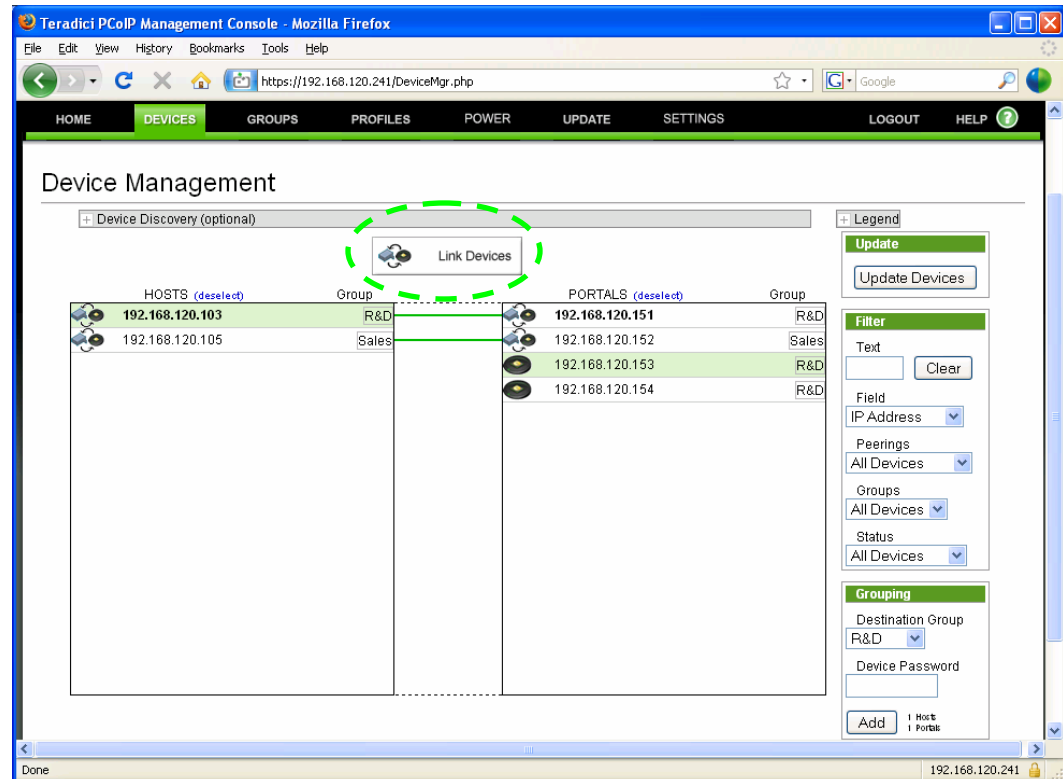 Teradici PCoIP Management Console - Mozilla Firefox
File Edit View History Bookmarks Tools Help
https://192.168.120.241/DeviceMgr.php
G Google
HOME DEVICES GROUPS PROFILES POWER UPDATE SETTINGS LOGOUT HELP ?
Device Management
+ Device Discovery (optional)
+ Legend
Link Devices
HOSTS (deselect) Group
PORTALS (deselect) Group
192.168.120.103 R&D
192.168.120.151 R&D
192.168.120.105 Sales
192.168.120.152 Sales
192.168.120.153 R&D
192.168.120.154 R&D
Update
Update Devices
Filter
Text
Clear
Field
IP Address
Peerings
All Devices
Groups
All Devices
Status
All Devices
Grouping
Destination Group
R&D
Device Password
Add
1 Hosts
1 Portals
Done
192.168.120.241